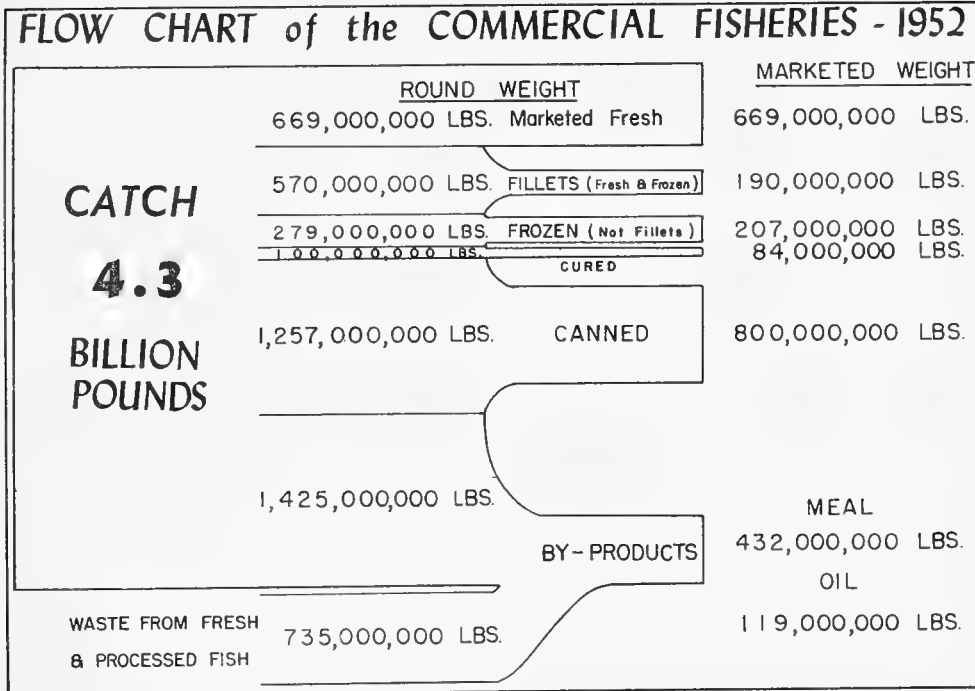 FLOW CHART of the COMMERCIAL FISHERIES - 1952
ROUND WEIGHT
MARKETED WEIGHT
669,000,000 LBS. Marketed Fresh
669,000,000 LBS.
570,000,000 LBS. FILLETS (Fresh & Frozen)
190,000,000 LBS.
279,000,000 LBS. FROZEN (Not Fillets)
207,000,000 LBS.
100,000,000 LBS.
84,000,000 LBS.
CURED
CATCH
4.3
BILLION
POUNDS
1,257,000,000 LBS. CANNED
800,000,000 LBS.
1,425,000,000 LBS.
BY-PRODUCTS
MEAL
432,000,000 LBS.
OIL
119,000,000 LBS.
WASTE FROM FRESH
& PROCESSED FISH
735,000,000 LBS.